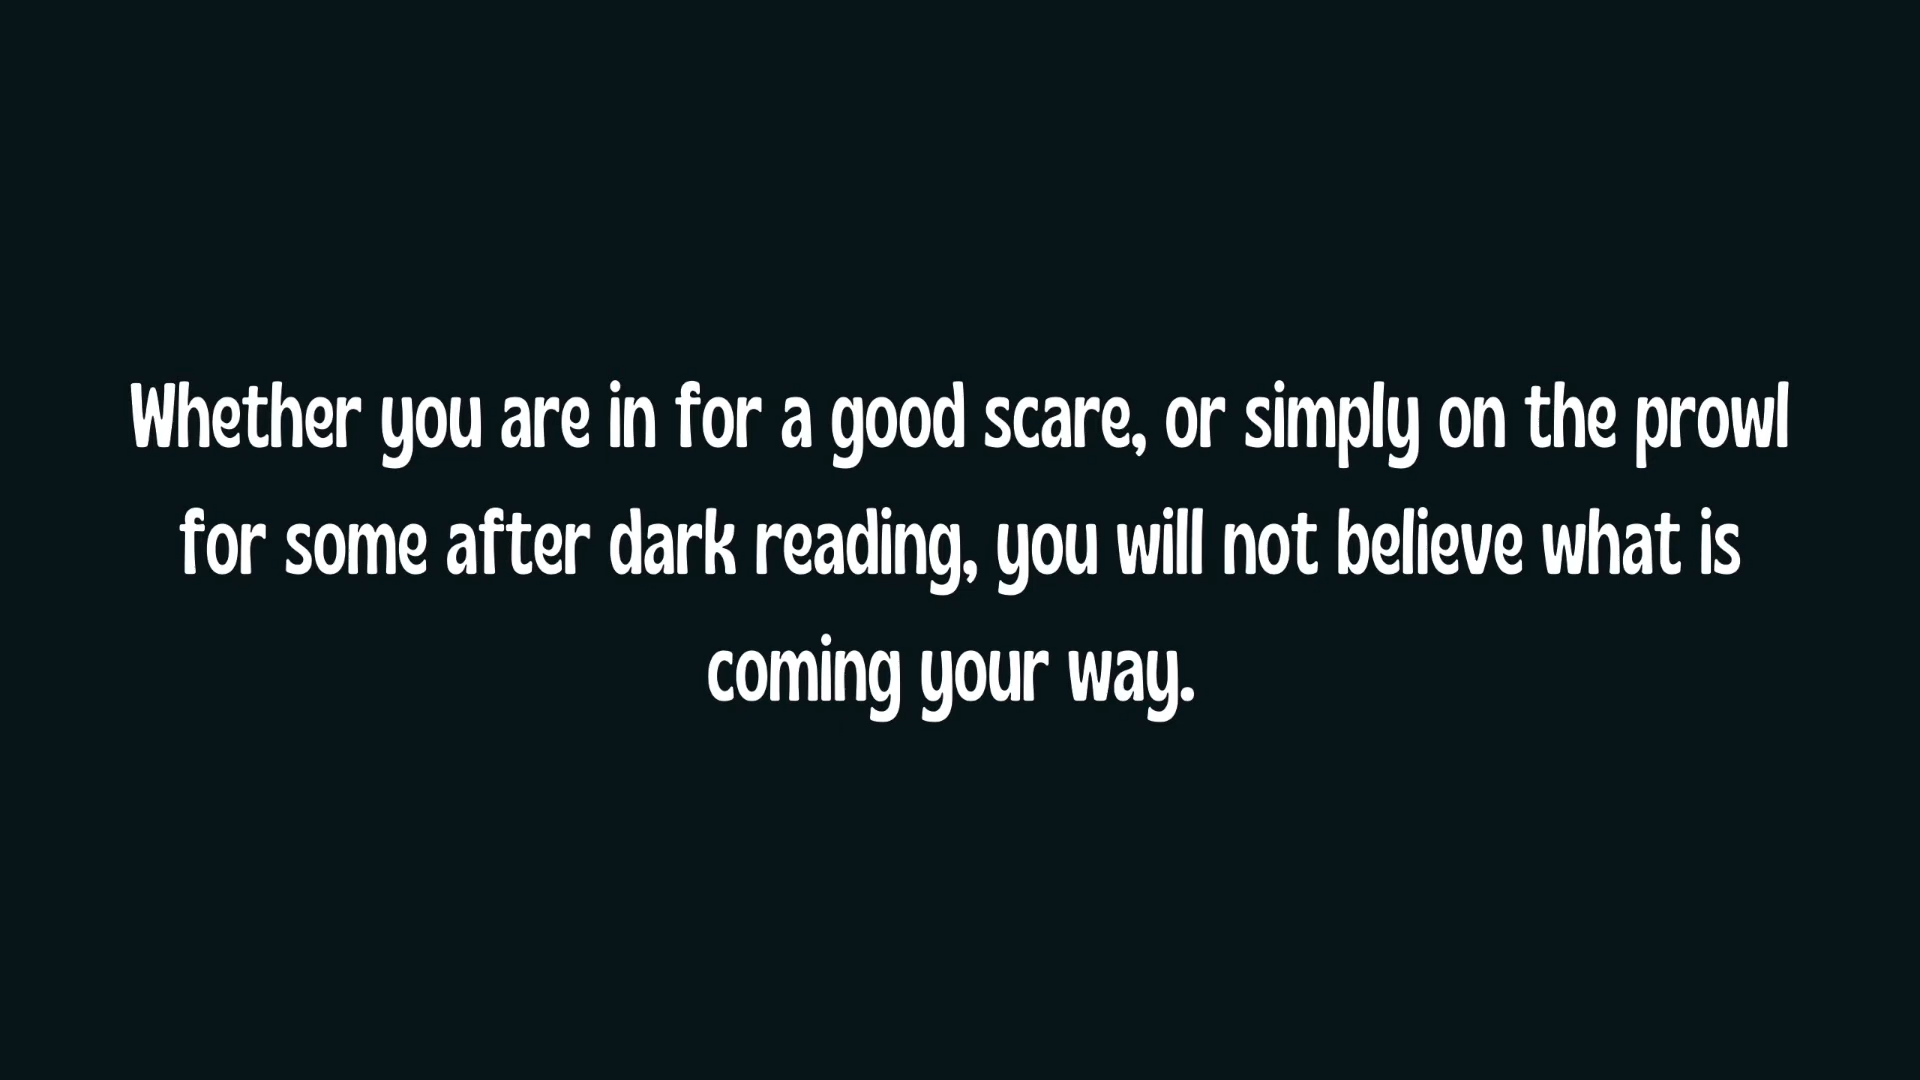 Whether you are in for a good scare, or simply on the prowl
for some after dark reading, you will not believe what is
coming your way.